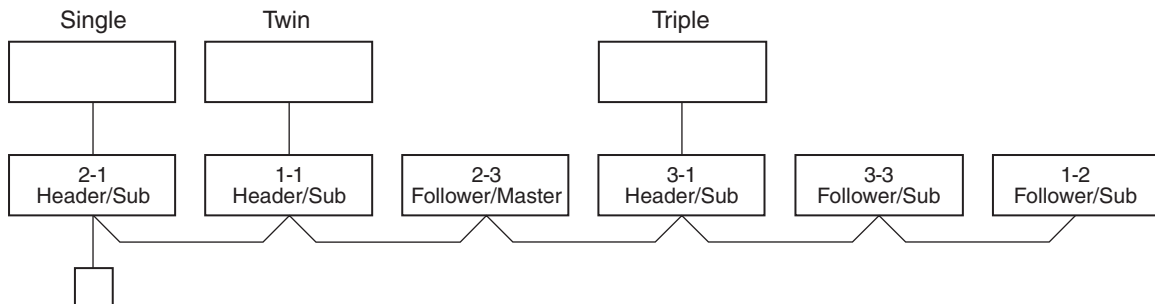 Single
Twin
Triple
2-1
Header/Sub
1-1
Header/Sub
2-3
Follower/Master
3-1
Header/Sub
3-3
Follower/Sub
1-2
Follower/Sub